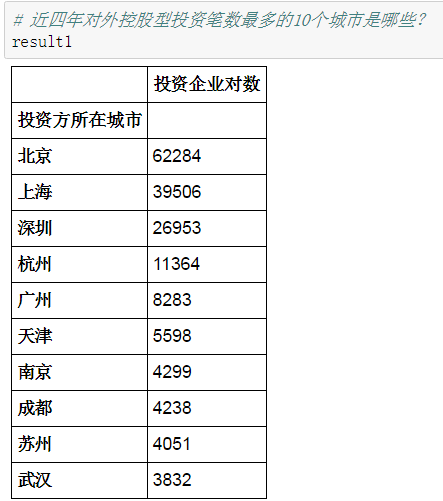 # 近四年对外控股型投资笔数最多的10个城市是哪些?
result1
投资企业对数
投资方所在城市
北京 62284
上海 39506
深圳 26953
杭州 11364
广州 8283
天津 5598
南京 4299
成都 4238
苏州 4051
武汉 3832